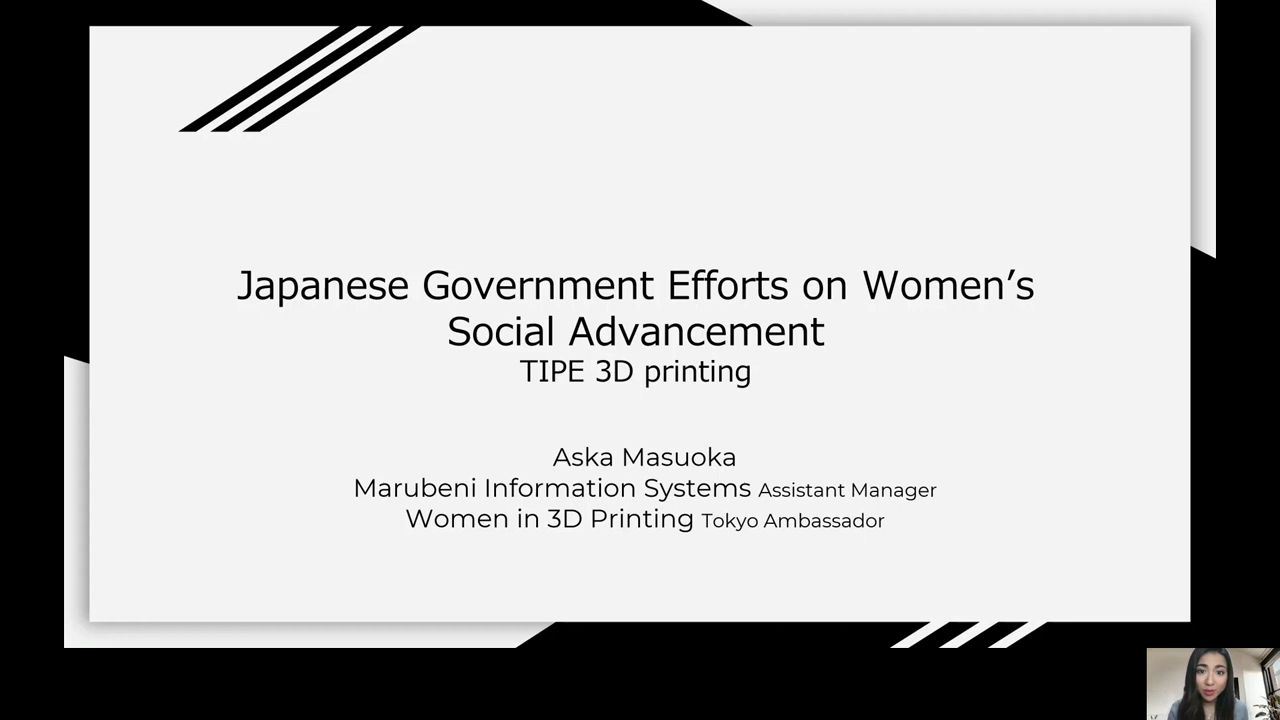 Japanese Government Efforts on Women’s
Social Advancement
TIPE 3D printing
Aska Masuoka
Marubeni Information Systems Assistant Manager
Women in 3D Printing Tokyo Ambassador